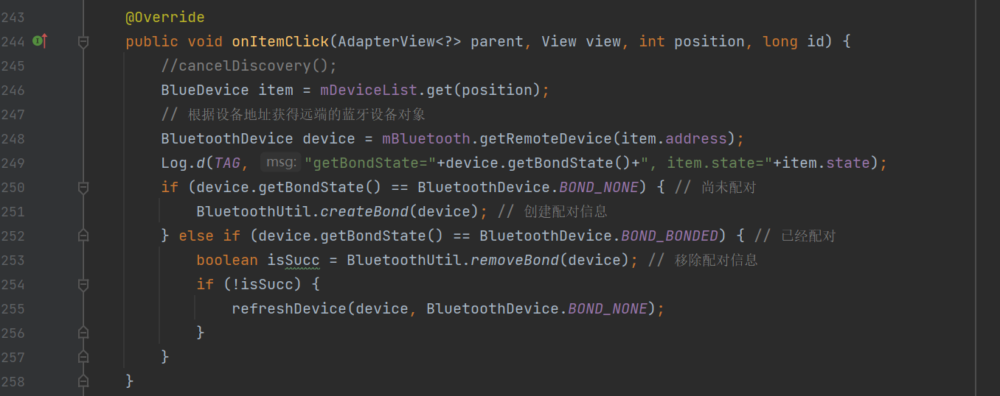 243 @Override
244 public void onItemClick(AdapterView<?> parent, View view, int position, long id) {
245 //cancelDiscovery();
246 BlueDevice item = mDeviceList.get(position);
247 // 根据设备地址获得远端的蓝牙设备对象
248 BluetoothDevice device = mBluetooth.getRemoteDevice(item.address);
249 Log.d(TAG, msg: "getBondState="+device.getBondState()+", item.state="+item.state);
250 if (device.getBondState() == BluetoothDevice.BOND_NONE) { // 尚未配对
251 BluetoothUtil.createBond(device); // 创建配对信息
252 } else if (device.getBondState() == BluetoothDevice.BOND_BONDED) { // 已经配对
253 boolean isSucc = BluetoothUtil.removeBond(device); // 移除配对信息
254 if (!isSucc) {
255 refreshDevice(device, BluetoothDevice.BOND_NONE);
256 }
257 }
258 }